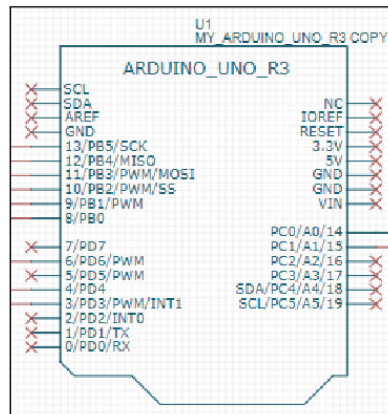 U1
MY_ARDUINO_UNO_R3 COPY
ARDUINO_UNO_R3
SCL
SDA
AREF
GND
13/PB5/SCK
12/PB4/MISO
11/PB3/PWM/MOSI
10/PB2/PWM/SS
9/PB1/PWM
8/PB0
7/PD7
6/PD6/PWM
5/PD5/PWM
4/PD4
3/PD3/PWM/INT1
2/PD2/INT0
1/PD1/TX
0/PD0/RX
NC
IOREF
RESET
3.3V
5V
GND
GND
VIN
PC0/A0/14
PC1/A1/15
PC2/A2/16
PC3/A3/17
SDA/PC4/A4/18
SCL/PC5/A5/19